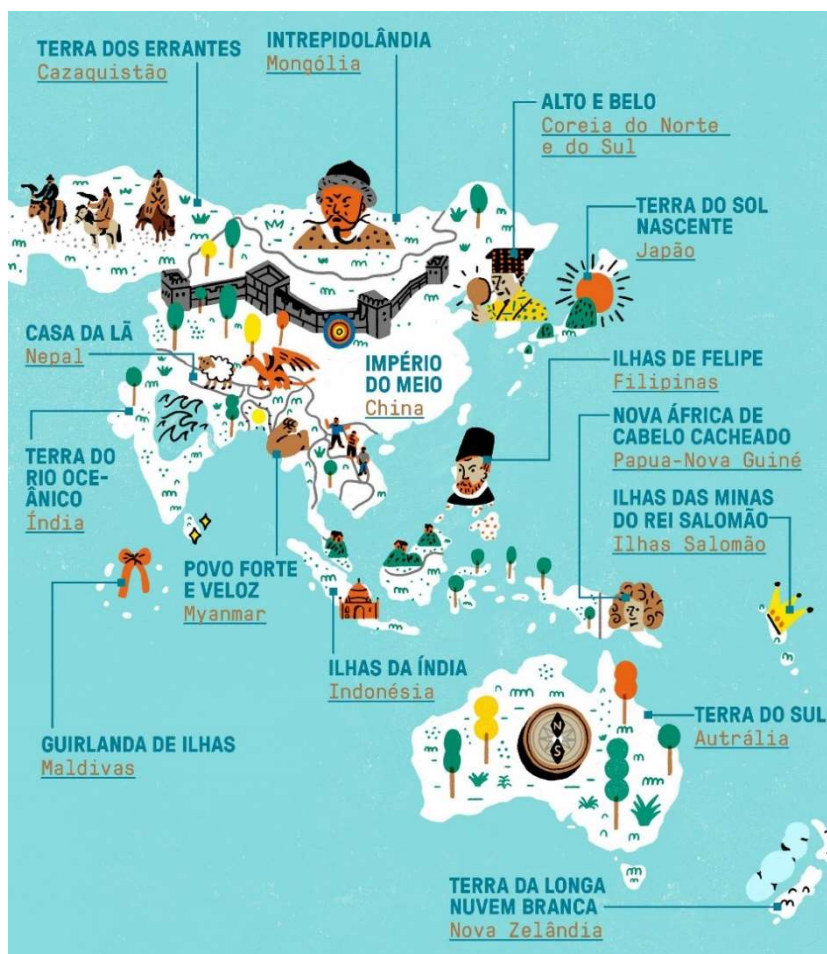 TERRA DOS ERRANTES
Cazaquistão
INTREPIDOLÂNDIA
Mongólia
ALTO E BELO
Coreia do Norte
e do Sul
TERRA DO SOL
NASCENTE
Japão
CASA DA LÃ
Nepal
IMPÉRIO
DO MEIO
China
ILHAS DE FELIPE
Filipinas
NOVA ÁFRICA DE
CABELO CACHEADO
Papua-Nova Guiné
TERRA DO
RIO OCE-
ÂNICO
Índia
ILHAS DAS MINAS
DO REI SALOMÃO
Ilhas Salomão
POVO FORTE
E VELOZ
Myanmar
ILHAS DA ÍNDIA
Indonésia
GUIRLANDA DE ILHAS
Maldivas
N
S
TERRA DO SUL
Autrália
TERRA DA LONGA
NUVEM BRANCA
Nova Zelândia